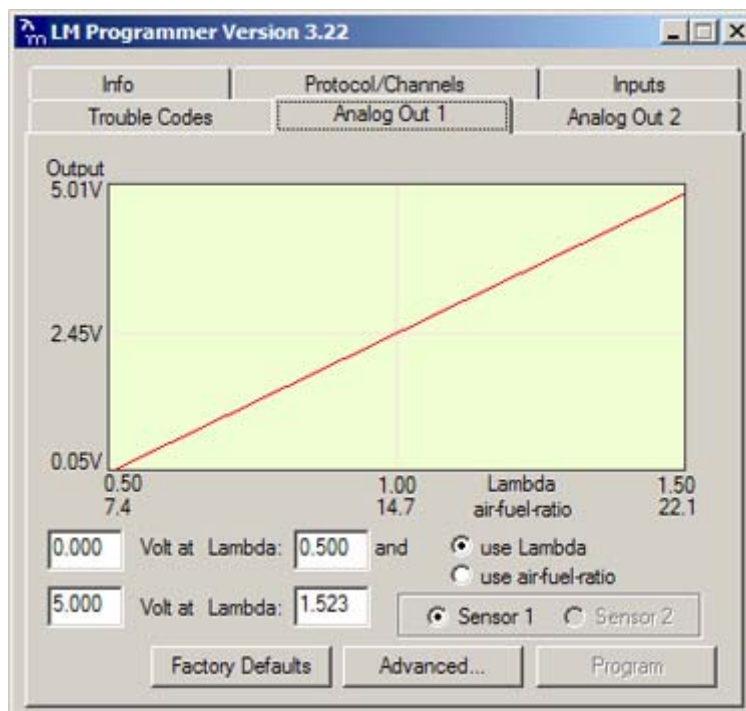 LM Programmer Version 3.22
Info Protocol/Channels Inputs
Trouble Codes Analog Out 1 Analog Out 2
Output
5.01V
2.45V
0.05V
0.50 1.00 Lambda 1.50
7.4 14.7 air-fuel-ratio 22.1
0.000 Volt at Lambda: 0.500 and use Lambda
use air-fuel-ratio
5.000 Volt at Lambda: 1.523 Sensor 1 Sensor 2
Factory Defaults Advanced... Program